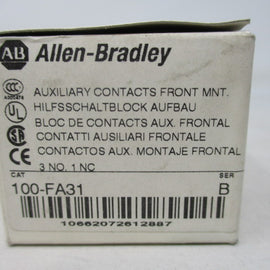 AB Allen-Bradley
AUXILIARY CONTACTS FRONT MNT.
HILFSSCHALTBLOCK AUFBAU
BLOC DE CONTACTS AUX. FRONTAL
CONTATTI AUSILIARI FRONTALE
CONTACTOS AUX. MONTAJE FRONTAL
3 NO. 1 NC
CAT SER
100-FA31 B
10662072612887